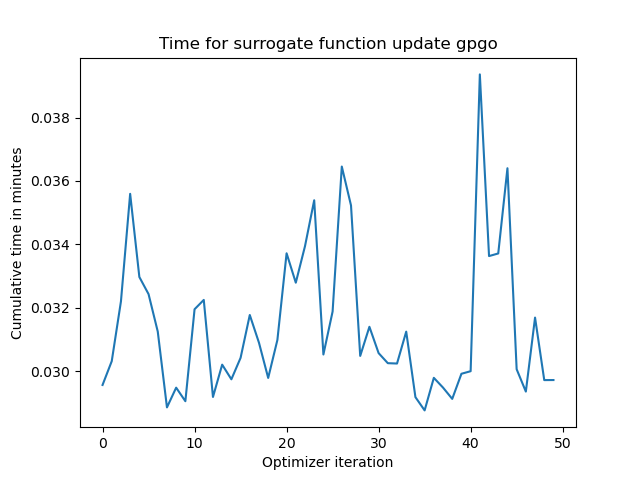 Time for surrogate function update gpgo
Cumulative time in minutes
0.038
0.036
0.034
0.032
0.030
0 10 20 30 40 50
Optimizer iteration